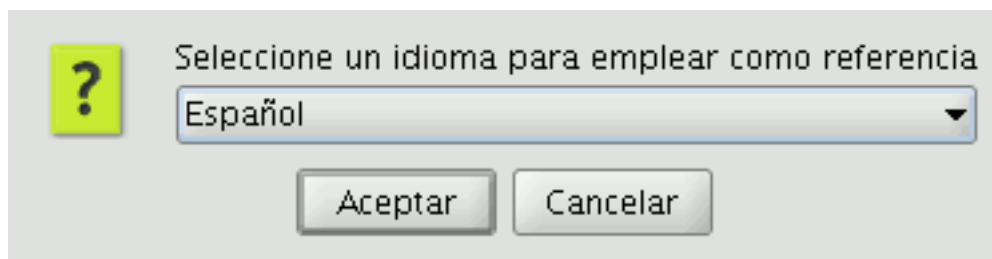 ?
Seleccione un idioma para emplear como referencia
Español
Aceptar
Cancelar